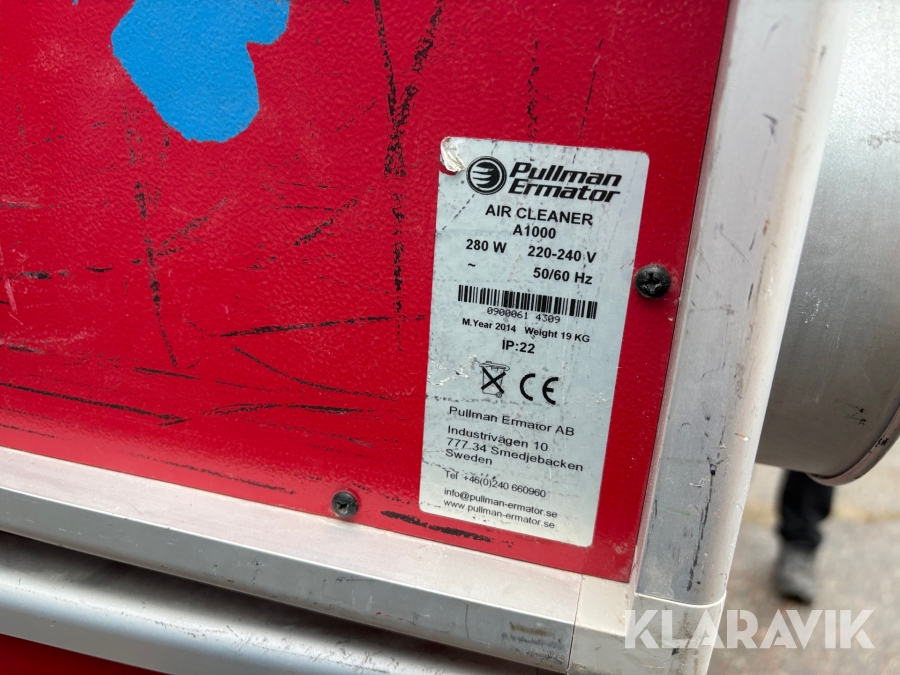 Pullman
Ermator
AIR CLEANER
A1000
280 W 220-240 V
~ 50/60 Hz
0900061 4309
M.Year 2014 Weight 19 KG
IP:22
CE
Pullman Ermator AB
Industrivägen 10
777 34 Smedjebacken
Sweden
Tel +46(0)240 660960
info@pullman-ermator.se
www.pullman-ermator.se
KLARAVIK